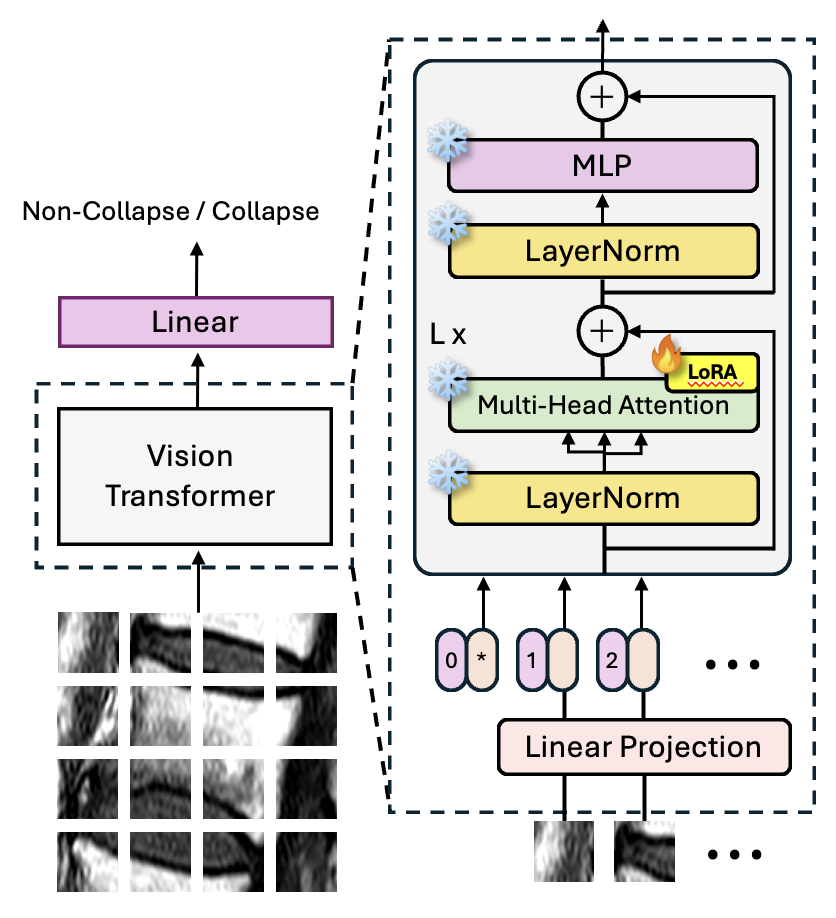 Non-Collapse / Collapse
Linear
Vision
Transformer
+
MLP
LayerNorm
+
L x
LoRA
Multi-Head Attention
LayerNorm
0 *
1
2
• • •
Linear Projection
• • •